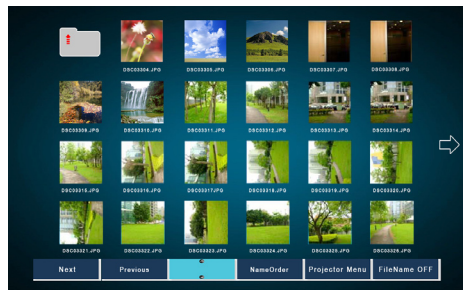 DSC03304.JPG DSC03305.JPG DSC03306.JPG DSC03307.JPG DSC03308.JPG
DSC03309.JPG DSC03310.JPG DSC03311.JPG DSC03312.JPG DSC03313.JPG DSC03314.JPG
DSC03315.JPG DSC03316.JPG DSC03317.JPG DSC03318.JPG DSC03319.JPG DSC03320.JPG
DSC03321.JPG DSC03322.JPG DSC03323.JPG DSC03324.JPG DSC03325.JPG DSC03326.JPG
Next Previous NameOrder Projector Menu FileName OFF